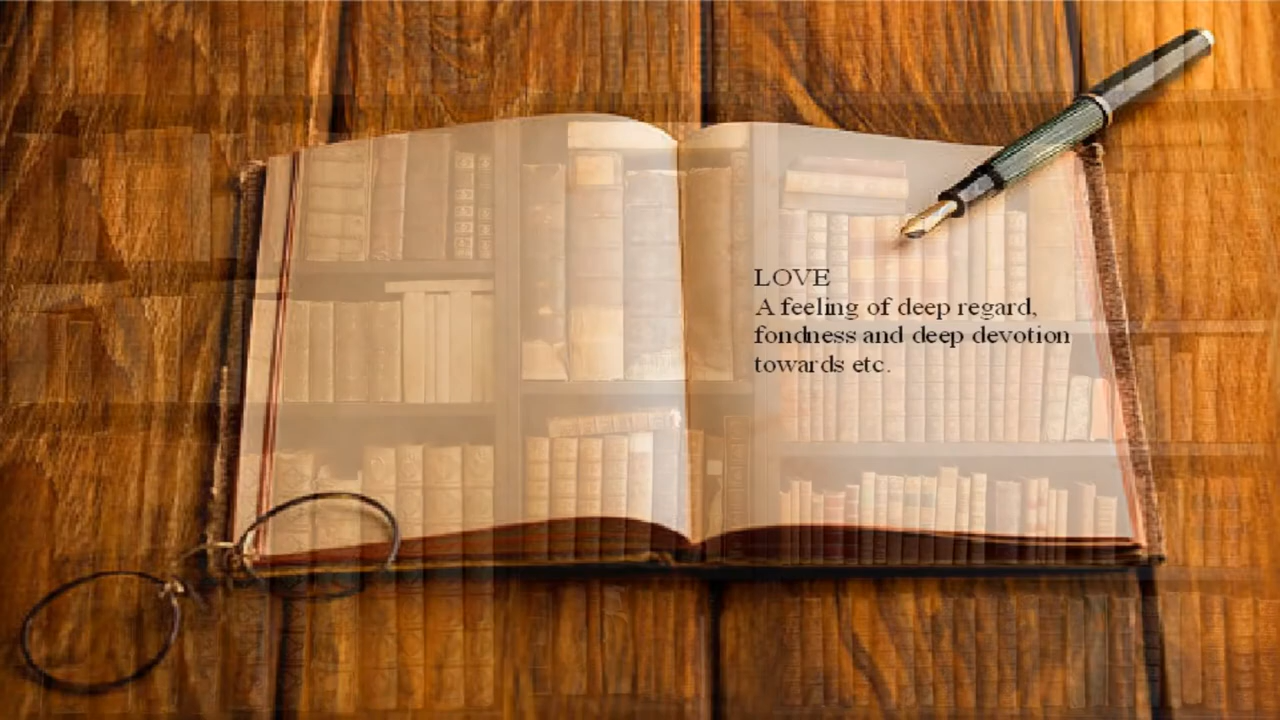 LOVE
A feeling of deep regard,
fondness and deep devotion
towards etc.